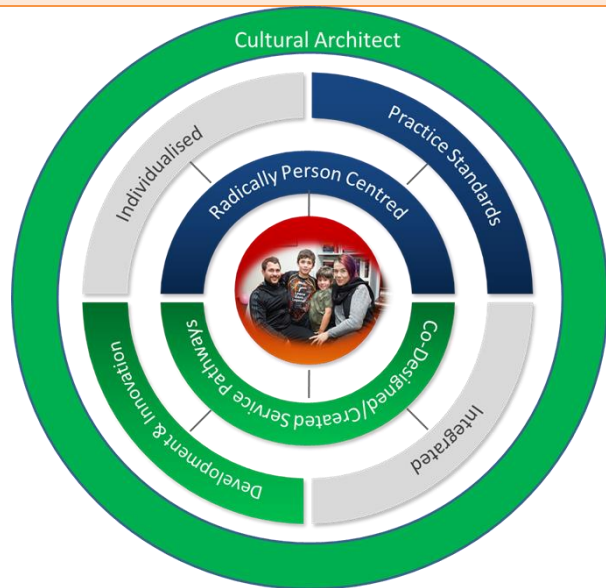 Cultural Architect
Individualised
Practice Standards
Radically Person Centred
Co-Designed/Created Service Pathways
Development & Innovation
Integrated